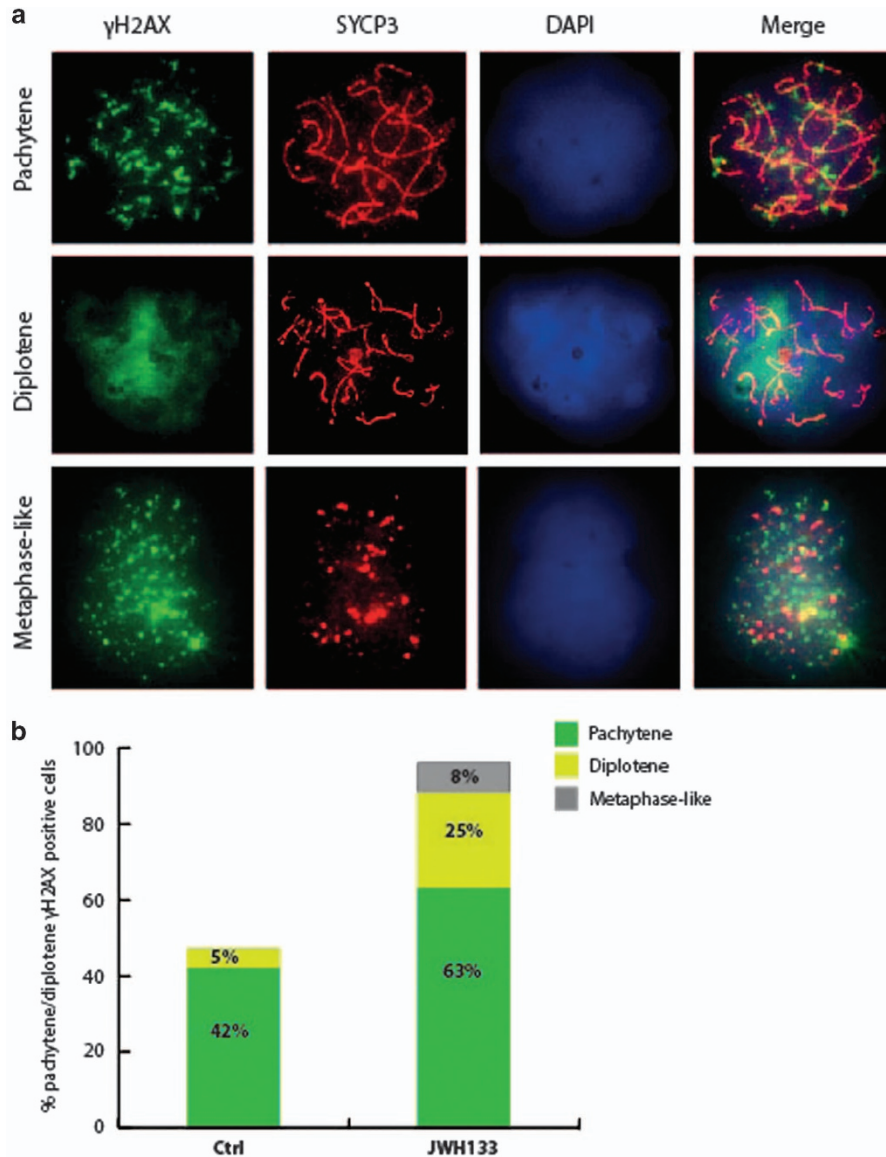 a
γH2AX SYCP3 DAPI Merge
Pachytene
Diplotene
Metaphase-like
b
% pachytene/diplotene γH2AX positive cells
100
80
60
40
20
0
5%
42%
8%
25%
63%
Ctrl JWH133
Pachytene
Diplotene
Metaphase-like